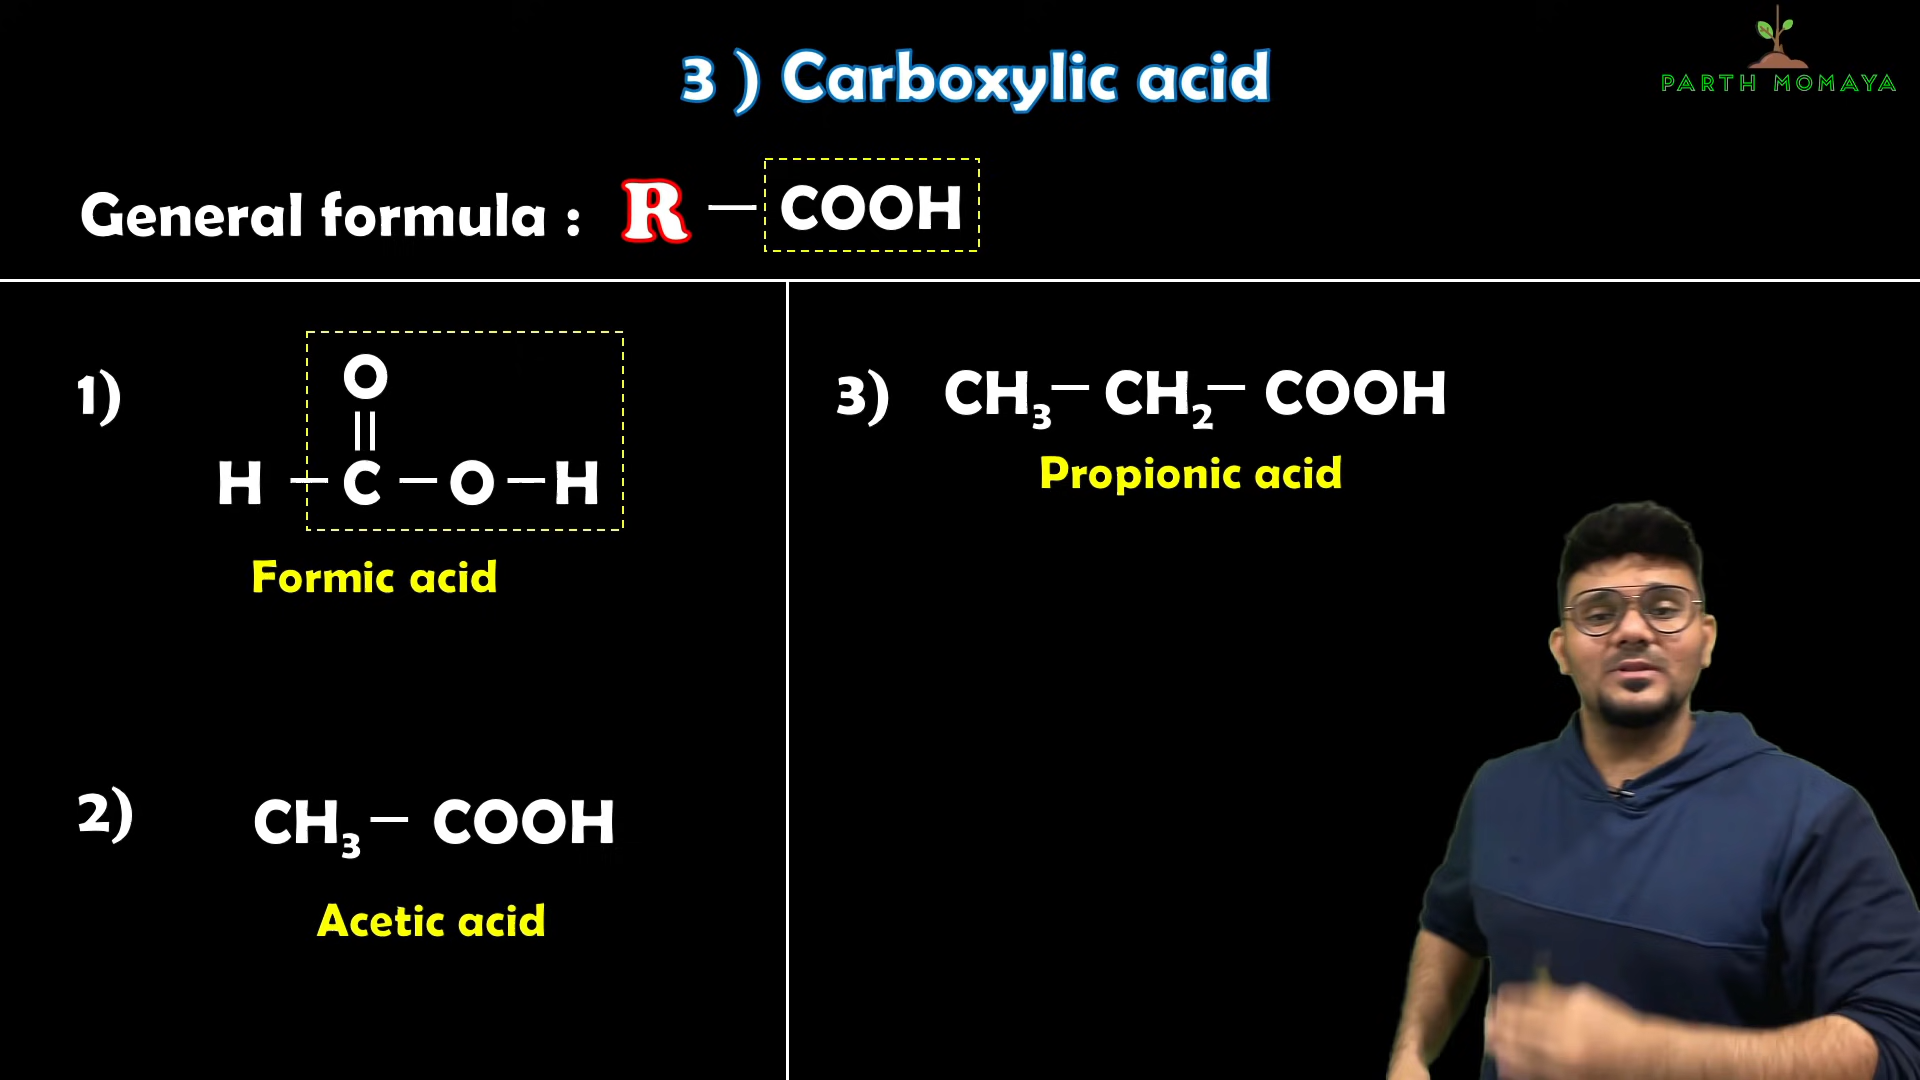 3 ) Carboxylic acid
PARTH MOMAYA
General formula : R — COOH
1)
O
||
H — C — O — H
Formic acid
2) CH₃ — COOH
Acetic acid
3) CH₃ — CH₂ — COOH
Propionic acid